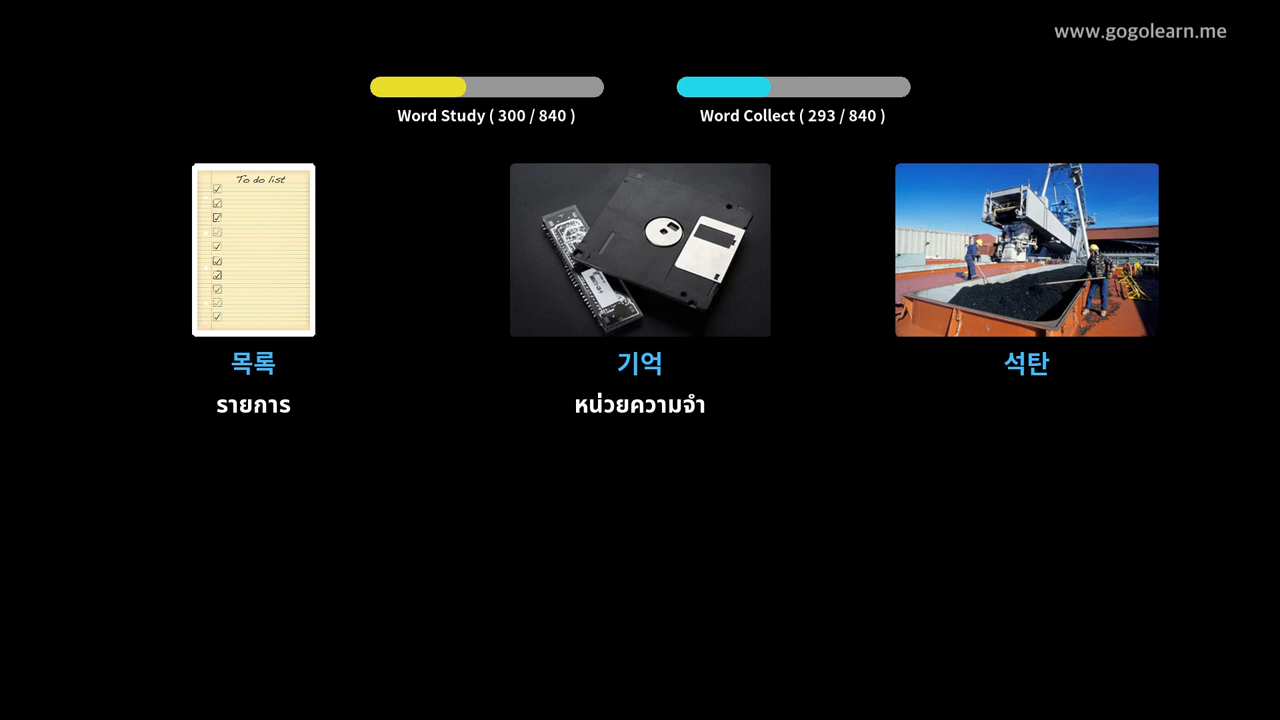 www.gogolearn.me
Word Study ( 300 / 840 )
Word Collect ( 293 / 840 )
To do list
목록
기억
석탄
รายการ
หน่วยความจำ